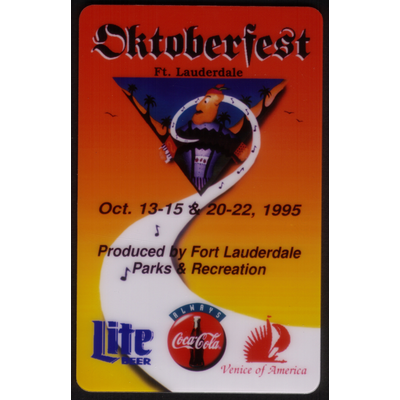 Oktoberfest
Ft. Lauderdale
Oct. 13-15 & 20-22, 1995
Produced by Fort Lauderdale
Parks & Recreation
ALWAYS
Coca-Cola
Lite
BEER
Venice of America